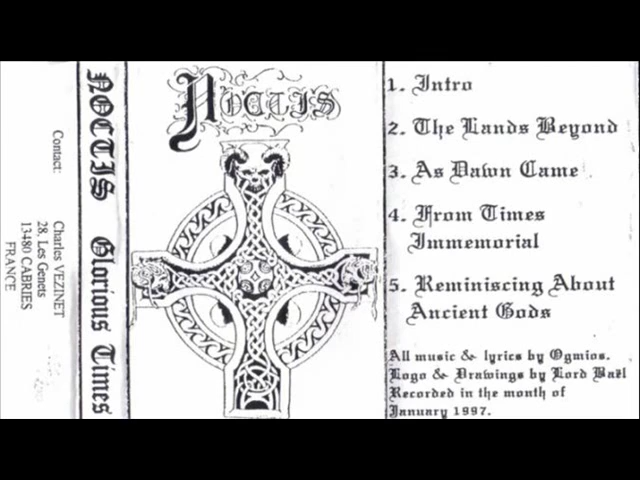 Contact:
Charles VEZINET
28, Les Genets
13480 CABRIES
FRANCE
NOCTIS Glorious Times
NOCTIS
1. Intro
2. The Lands Beyond
3. As Dawn Came
4. From Times
Immemorial
5. Reminiscing About
Ancient Gods
All music & lyrics by Ogmios.
Logo & Drawings by Lord Baël
Recorded in the month of
January 1997.